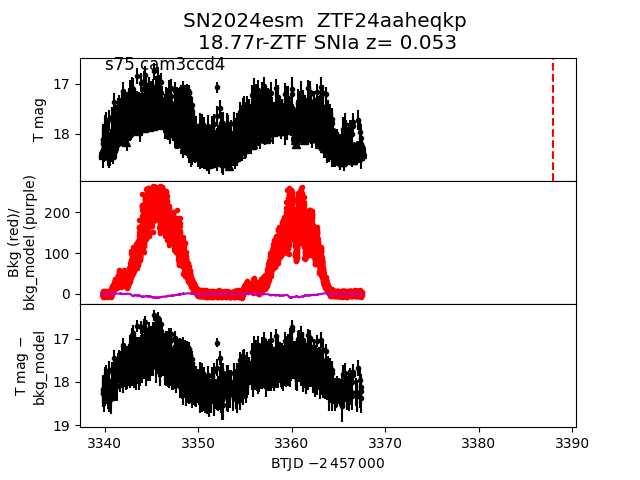 SN2024esm ZTF24aaheqkp
18.77r-ZTF SNIa z= 0.053
s75 cam3ccd4
17
18
T mag
200
100
0
Bkg (red)/
bkg_model (purple)
17
18
19
T mag −
bkg_model
3340 3350 3360 3370 3380 3390
BTJD −2 457 000